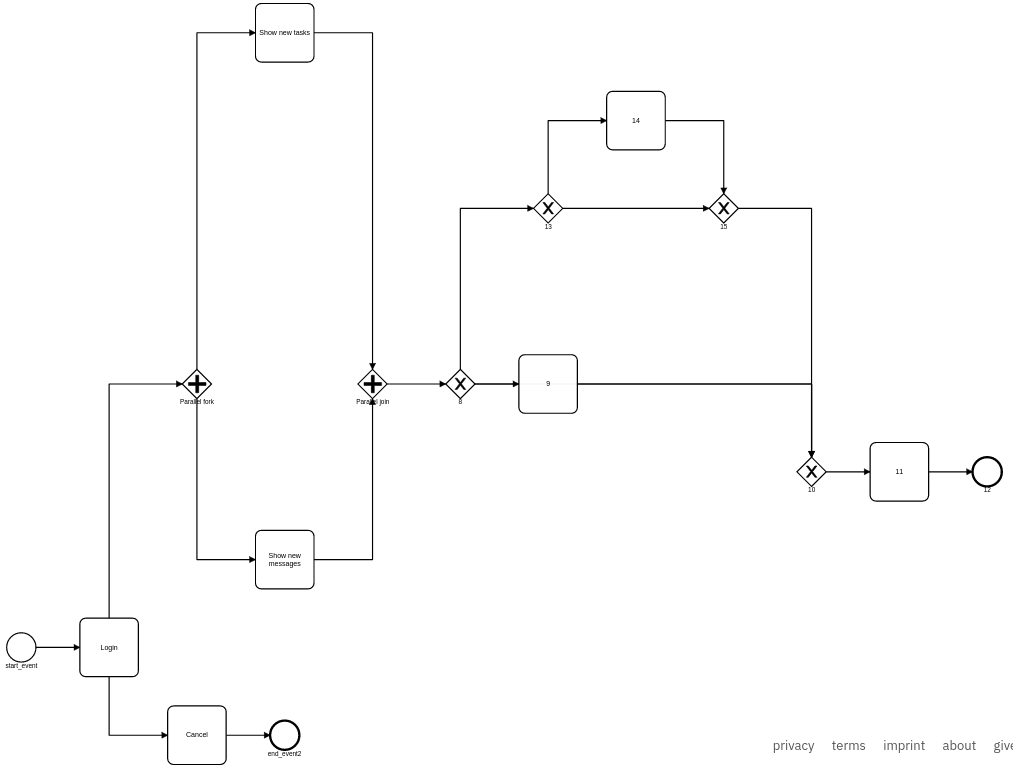 Show new tasks
14
13
15
Parallel fork
Parallel join
8
9
10
11
12
Show new
messages
start_event
Login
Cancel
end_event2
privacy terms imprint about give